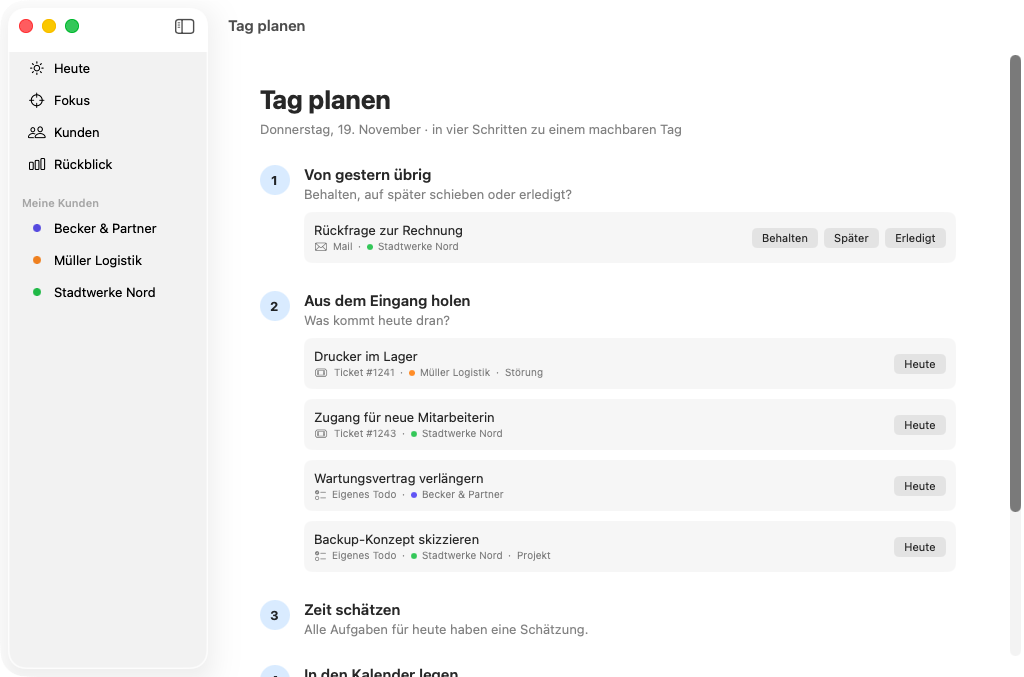 Tag planen
Heute
Fokus
Kunden
Rückblick
Meine Kunden
Becker & Partner
Müller Logistik
Stadtwerke Nord
Tag planen
Donnerstag, 19. November · in vier Schritten zu einem machbaren Tag
1
Von gestern übrig
Behalten, auf später schieben oder erledigt?
Rückfrage zur Rechnung
Mail · Stadtwerke Nord
Behalten Später Erledigt
2
Aus dem Eingang holen
Was kommt heute dran?
Drucker im Lager
Ticket #1241 · Müller Logistik · Störung
Heute
Zugang für neue Mitarbeiterin
Ticket #1243 · Stadtwerke Nord
Heute
Wartungsvertrag verlängern
Eigenes Todo · Becker & Partner
Heute
Backup-Konzept skizzieren
Eigenes Todo · Stadtwerke Nord · Projekt
Heute
3
Zeit schätzen
Alle Aufgaben für heute haben eine Schätzung.
In den Kalender legen